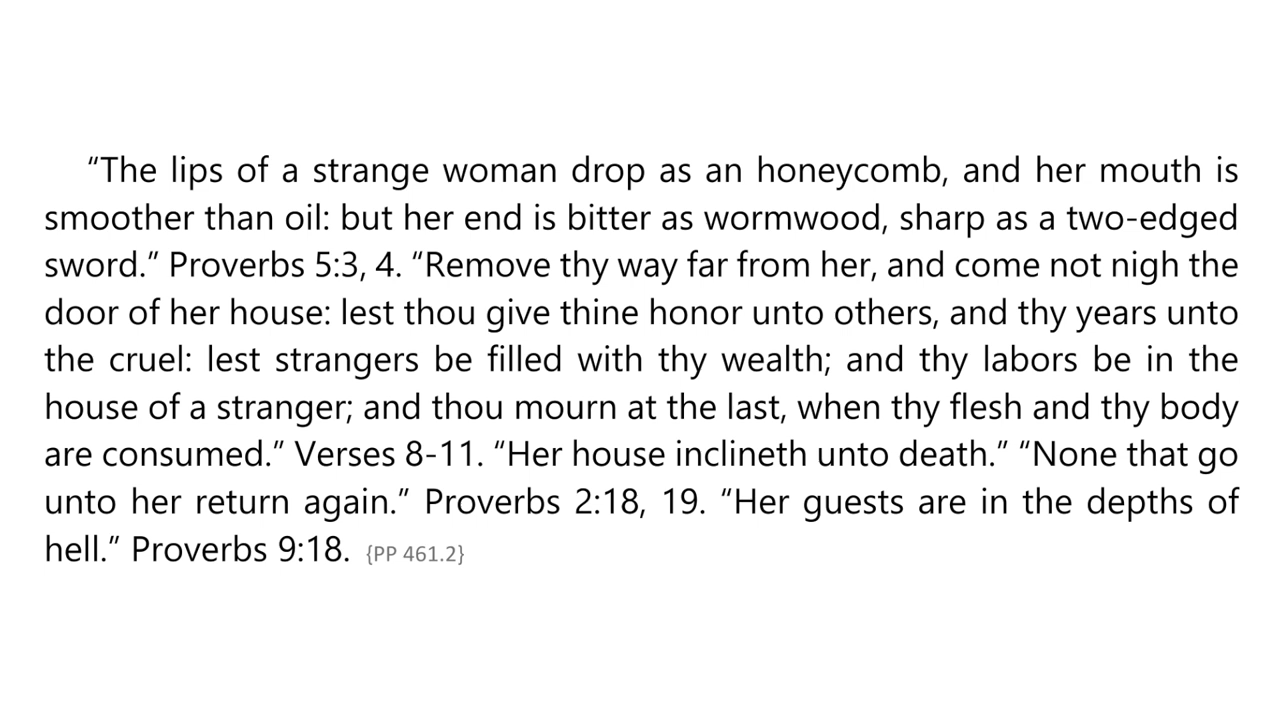 “The lips of a strange woman drop as an honeycomb, and her mouth is
smoother than oil: but her end is bitter as wormwood, sharp as a two-edged
sword.” Proverbs 5:3, 4. “Remove thy way far from her, and come not nigh the
door of her house: lest thou give thine honor unto others, and thy years unto
the cruel: lest strangers be filled with thy wealth; and thy labors be in the
house of a stranger; and thou mourn at the last, when thy flesh and thy body
are consumed.” Verses 8-11. “Her house inclineth unto death.” “None that go
unto her return again.” Proverbs 2:18, 19. “Her guests are in the depths of
hell.” Proverbs 9:18. {PP 461.2}